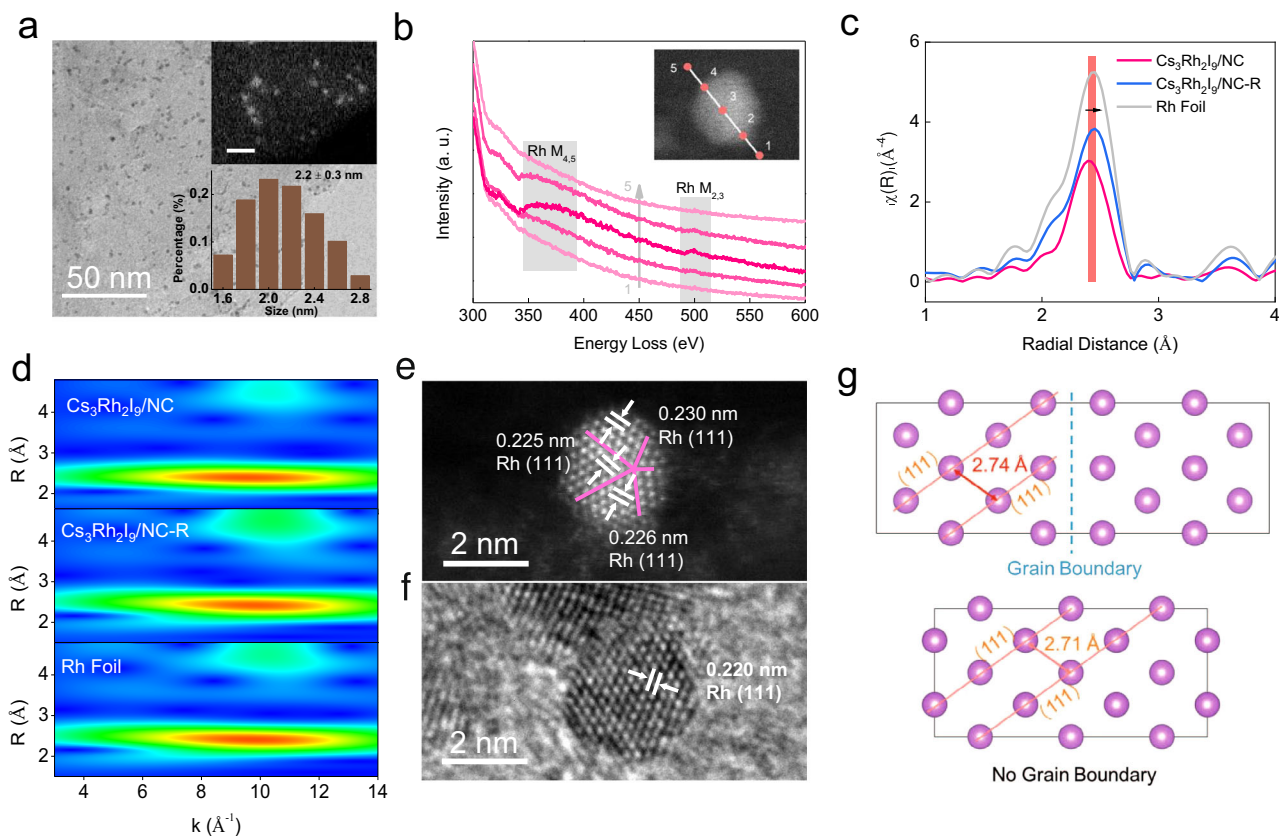 a
50 nm
2.2 ± 0.3 nm
Percentage (%)
0.2
0.1
0.0
1.6 2.0 2.4 2.8
Size (nm)
b
Intensity (a. u.)
Rh M4,5
Rh M2,3
5
4
3
2
1
5
1
300 350 400 450 500 550 600
Energy Loss (eV)
c
|χ(R)|(Å-4)
6
4
2
0
Cs3Rh2I9/NC
Cs3Rh2I9/NC-R
Rh Foil
1 2 3 4
Radial Distance (Å)
d
Cs3Rh2I9/NC
R (Å)
4
3
2
Cs3Rh2I9/NC-R
R (Å)
4
3
2
Rh Foil
R (Å)
4
3
2
4 6 8 10 12 14
k (Å-1)
e
0.230 nm
Rh (111)
0.225 nm
Rh (111)
0.226 nm
Rh (111)
2 nm
f
0.220 nm
Rh (111)
2 nm
g
(111)
2.74 Å
(111)
Grain Boundary
(111)
2.71 Å
(111)
No Grain Boundary